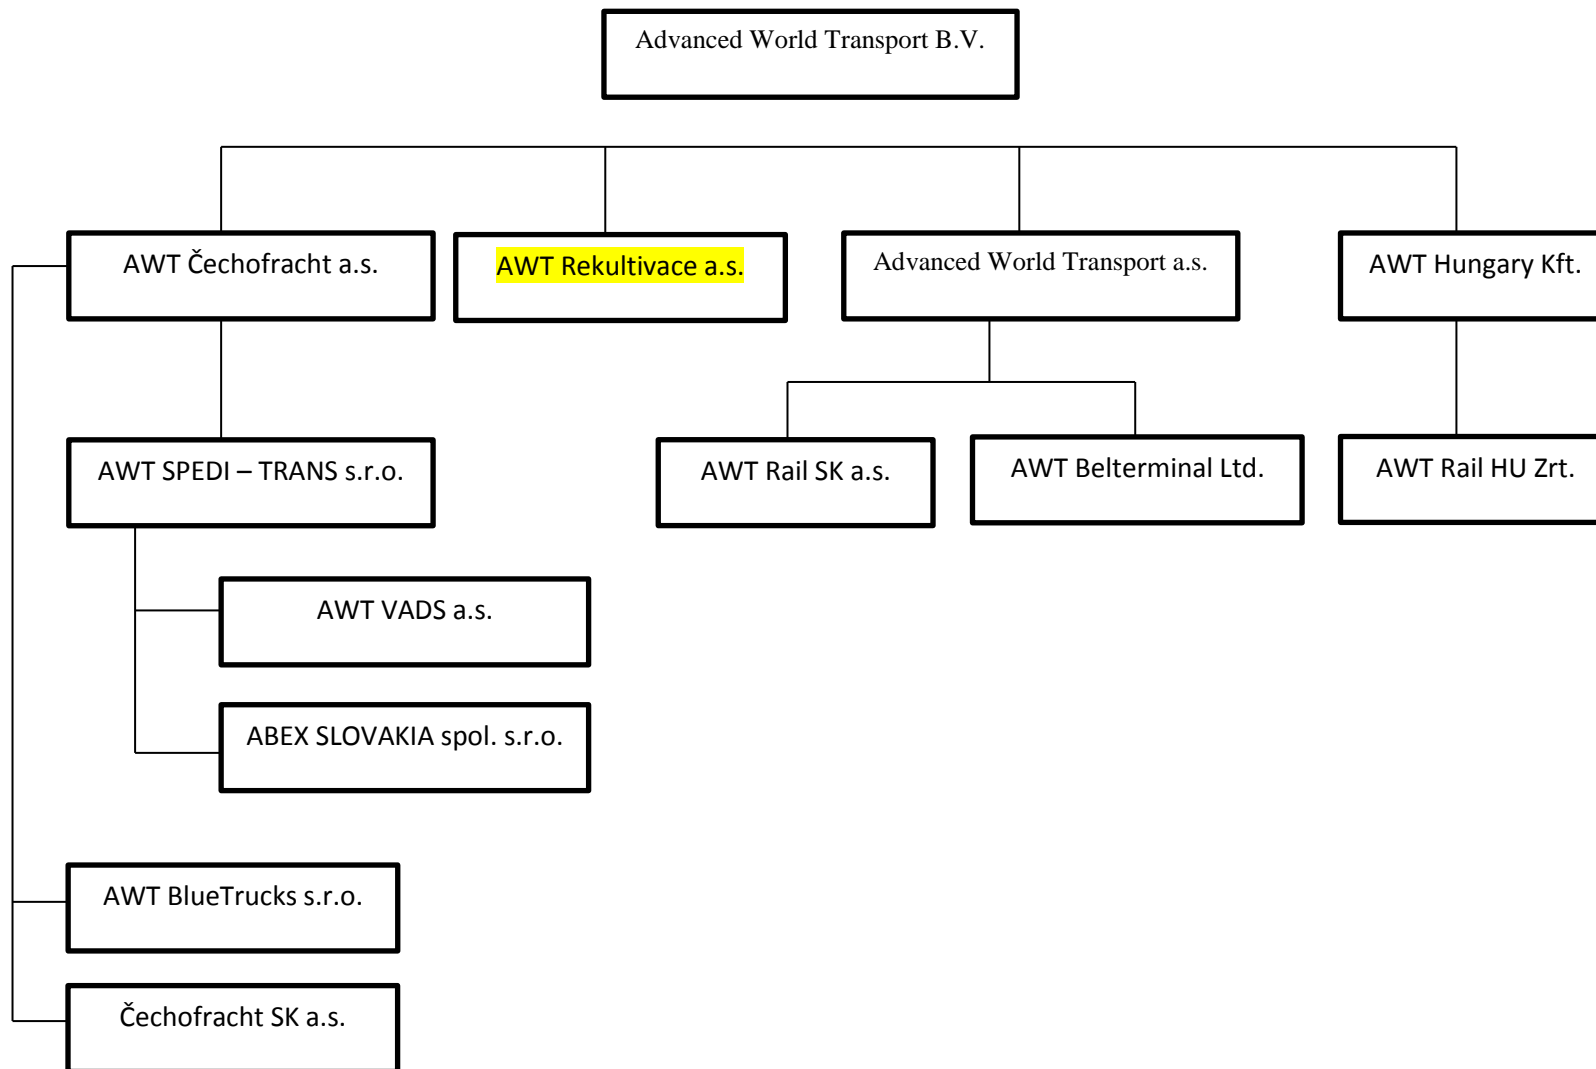 Advanced World Transport B.V.
AWT Čechofracht a.s.
AWT Rekultivace a.s.
Advanced World Transport a.s.
AWT Hungary Kft.
AWT SPEDI – TRANS s.r.o.
AWT Rail SK a.s.
AWT Belterminal Ltd.
AWT Rail HU Zrt.
AWT VADS a.s.
ABEX SLOVAKIA spol. s.r.o.
AWT BlueTrucks s.r.o.
Čechofracht SK a.s.